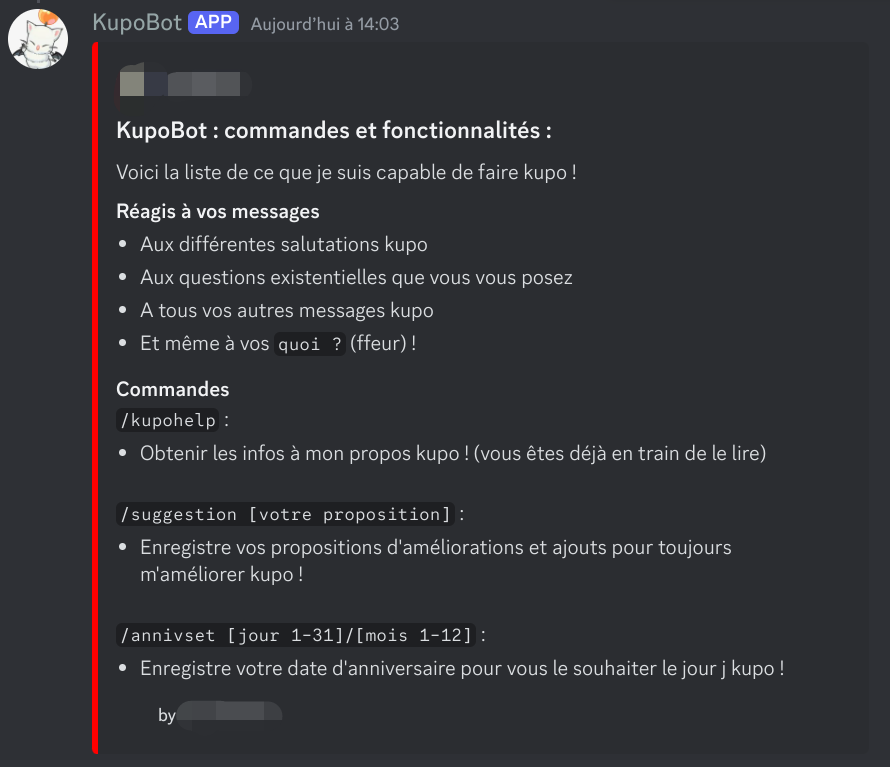 KupoBot APP Aujourd'hui à 14:03
KupoBot : commandes et fonctionnalités :
Voici la liste de ce que je suis capable de faire kupo !
Réagis à vos messages
• Aux différentes salutations kupo
• Aux questions existentielles que vous vous posez
• A tous vos autres messages kupo
• Et même à vos quoi ? (ffeur) !
Commandes
/kupohelp :
• Obtenir les infos à mon propos kupo ! (vous êtes déjà en train de le lire)
/suggestion [votre proposition] :
• Enregistre vos propositions d'améliorations et ajouts pour toujours
m'améliorer kupo !
/annivset [jour 1-31]/[mois 1-12] :
• Enregistre votre date d'anniversaire pour vous le souhaiter le jour j kupo !
by